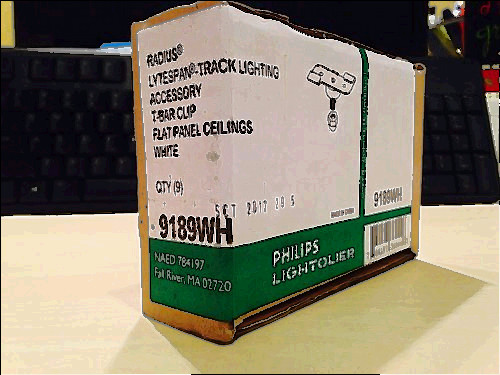 RADIUS®
LYTESPAN®-TRACK LIGHTING
ACCESSORY
T-BAR CLIP
FLAT PANEL CEILINGS
WHITE
QTY (9)
9189WH
NAED 784197
Fall River, MA 02720
PHILIPS
LIGHTOLIER
9189WH